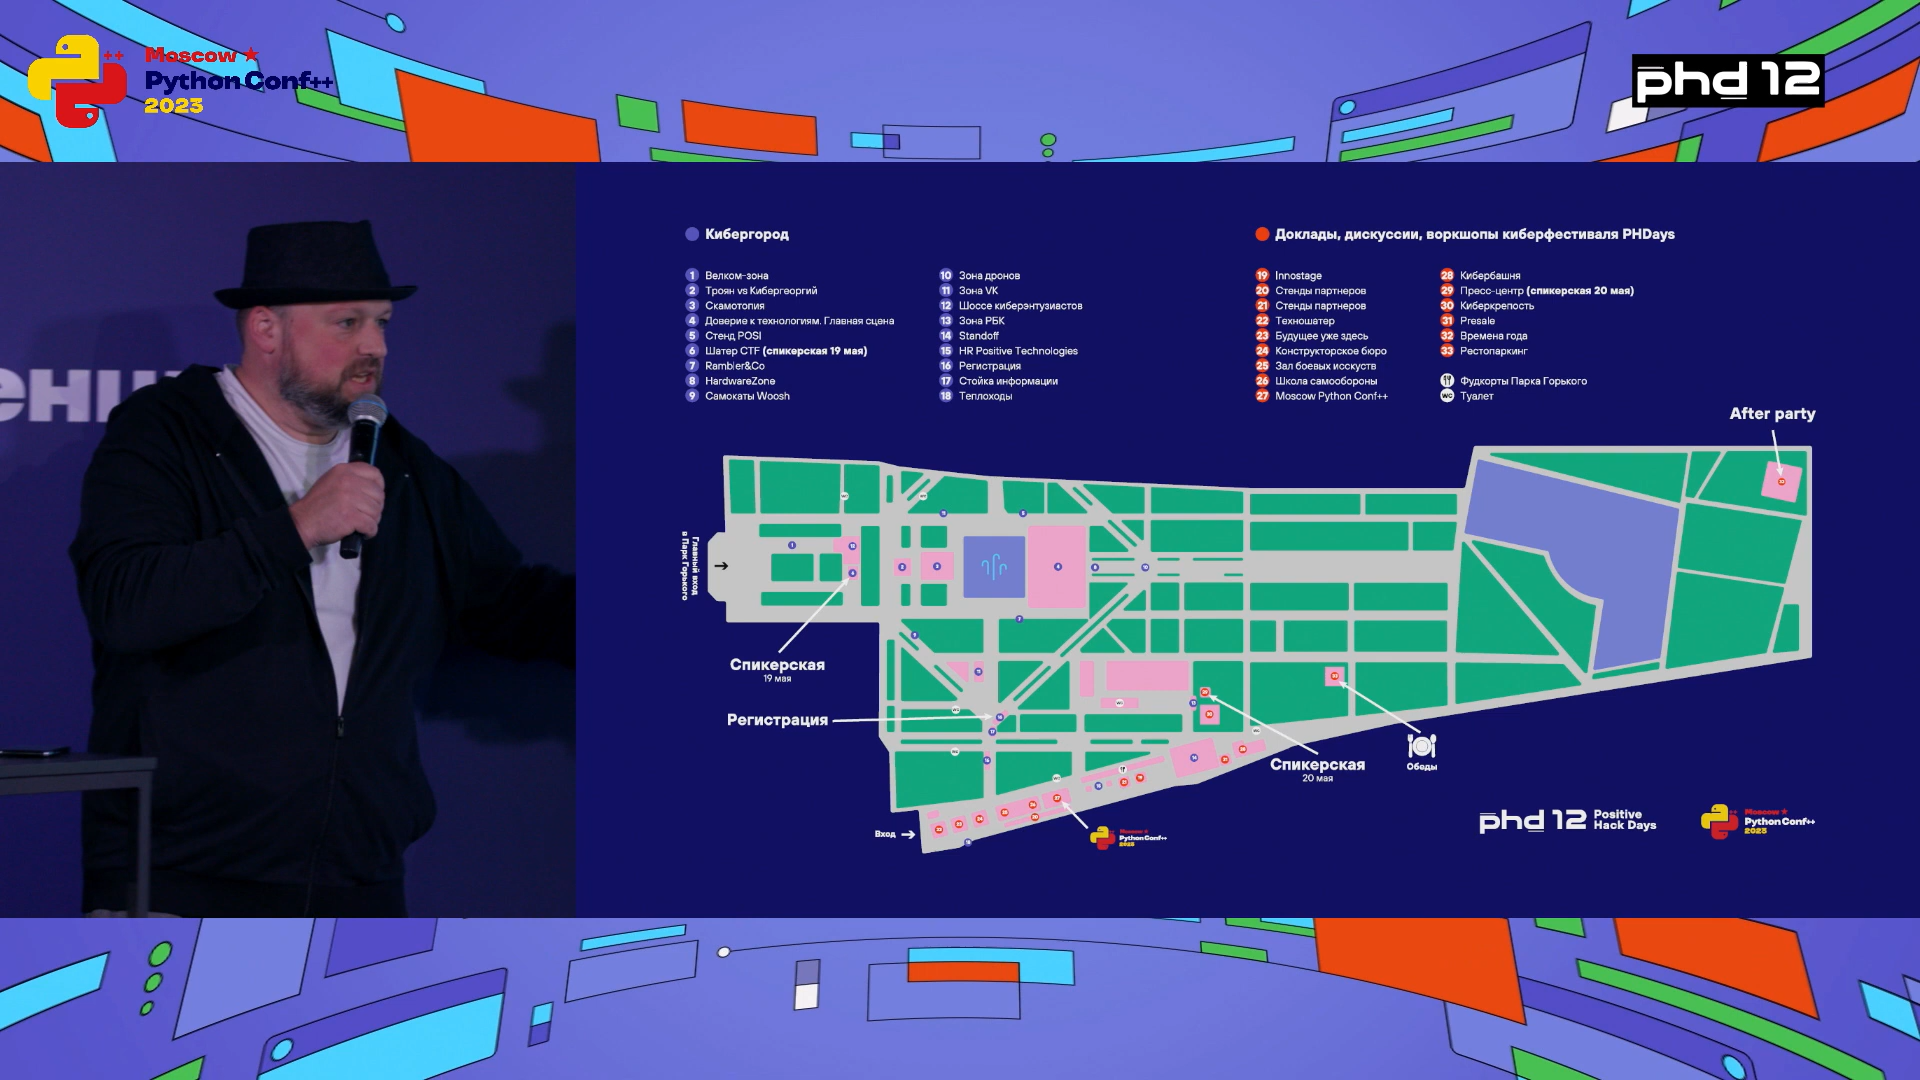 Moscow ★
Python Conf++
2023
phd 12
Кибергород
1 Велком-зона
2 Троян vs Кибергеоргий
3 Скамотопия
4 Доверие к технологиям. Главная сцена
5 Стенд POSI
6 Шатер CTF (спикерская 19 мая)
7 Rambler&Co
8 HardwareZone
9 Самокаты Woosh
10 Зона дронов
11 Зона VK
12 Шоссе киберэнтузиастов
13 Зона РБК
14 Standoff
15 HR Positive Technologies
16 Регистрация
17 Стойка информации
18 Теплоходы
Доклады, дискуссии, воркшопы киберфестиваля PHDays
19 Innostage
20 Стенды партнеров
21 Стенды партнеров
22 Техношатер
23 Будущее уже здесь
24 Конструкторское бюро
25 Зал боевых исскуств
26 Школа самообороны
27 Moscow Python Conf++
28 Кибербашня
29 Пресс-центр (спикерская 20 мая)
30 Киберкрепость
31 Presale
32 Времена года
33 Рестопаркинг
Фудкорты Парка Горького
WC Туалет
After party
Главный вход
в Парк Горького
Спикерская
19 мая
Регистрация
Спикерская
20 мая
Обеды
Вход
Moscow ★
Python Conf++
2023
phd 12 Positive
Hack Days
Moscow ★
Python Conf++
2023